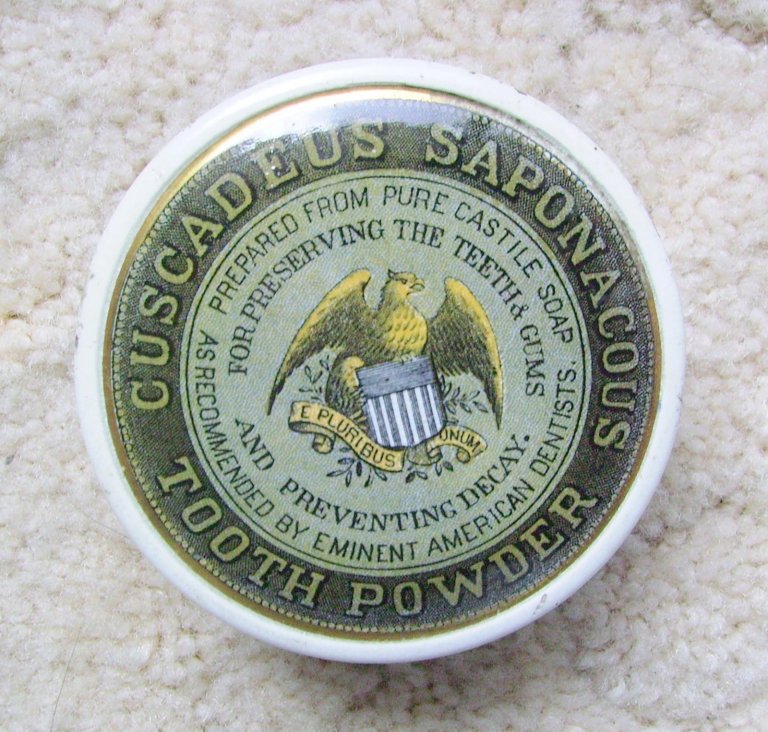 CUSCADEUS SAPONACOUS
TOOTH POWDER
PREPARED FROM PURE CASTILE SOAP
AS RECOMMENDED BY EMINENT AMERICAN DENTISTS.
FOR PRESERVING THE TEETH & GUMS
AND PREVENTING DECAY.
E PLURIBUS UNUM